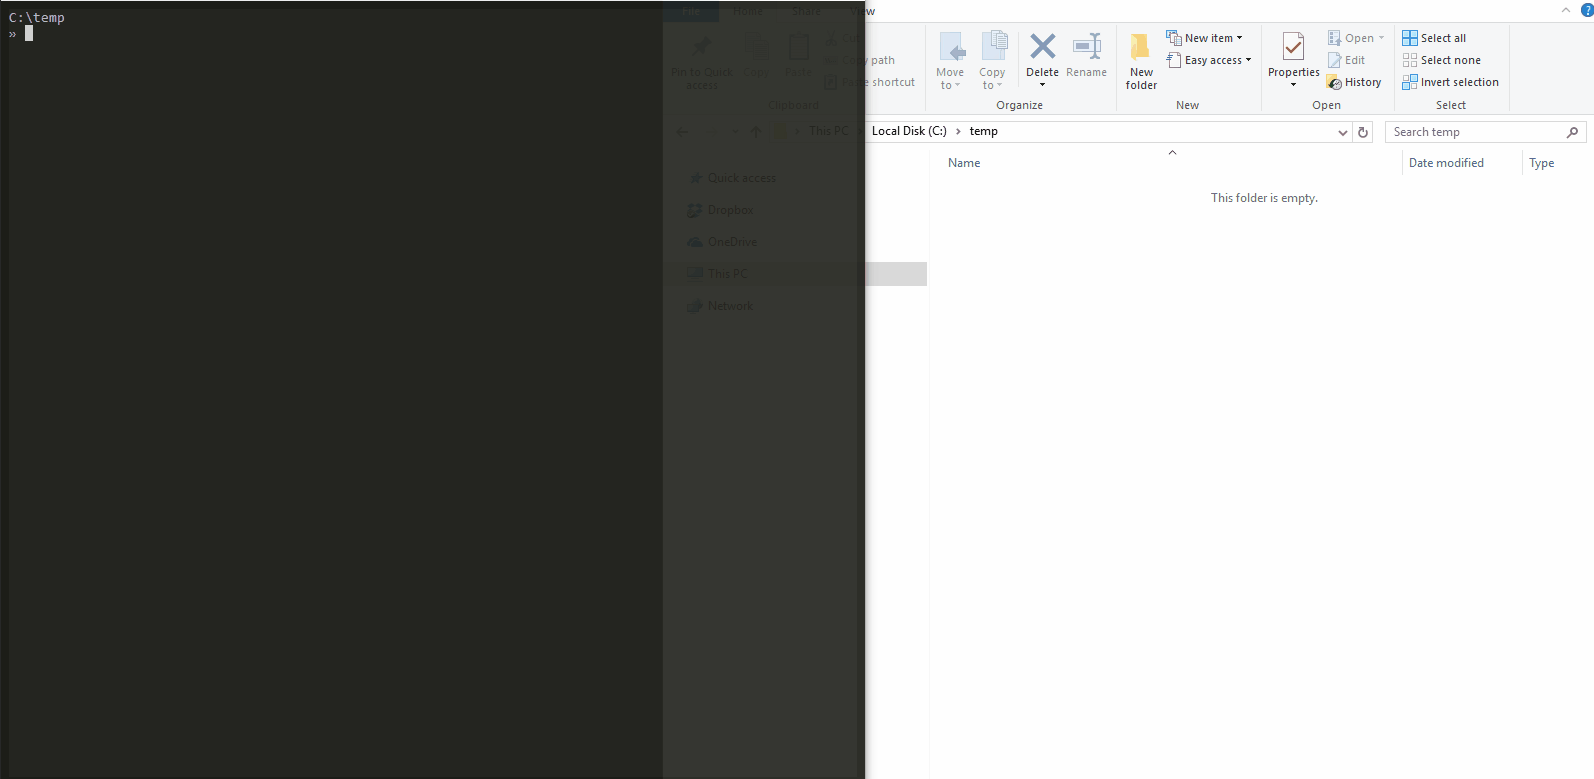 C:\temp
»
File Home Share View
Pin to Quick access
Copy
Paste
Cut
Copy path
Paste shortcut
Clipboard
Move to
Copy to
Delete
Rename
Organize
New folder
New item
Easy access
New
Properties
Open
Edit
History
Open
Select all
Select none
Invert selection
Select
This PC > Local Disk (C:) > temp
Search temp
Quick access
Dropbox
OneDrive
This PC
Network
Name Date modified Type
This folder is empty.